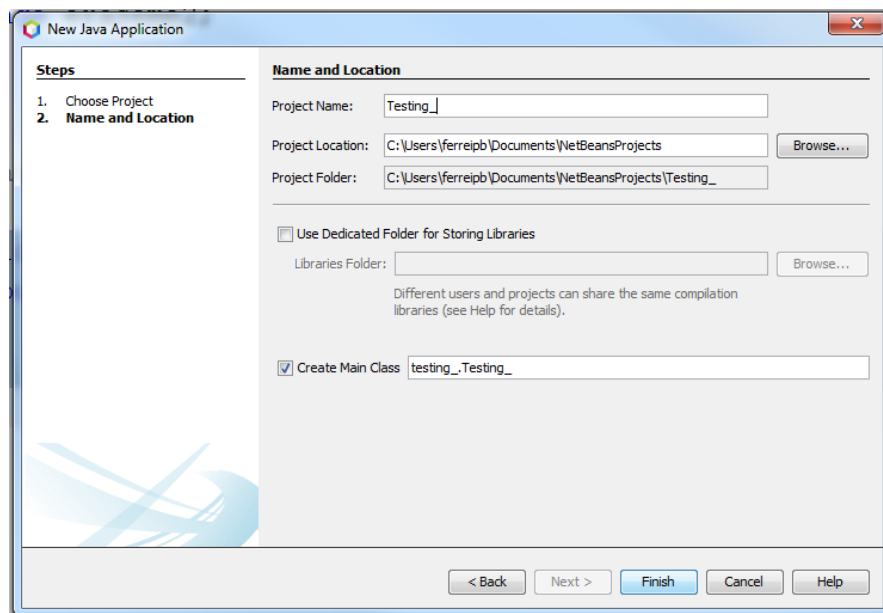 New Java Application
Steps
1. Choose Project
2. Name and Location
Name and Location
Project Name: Testing_
Project Location: C:\Users\ferreipb\Documents\NetBeansProjects Browse...
Project Folder: C:\Users\ferreipb\Documents\NetBeansProjects\Testing_
Use Dedicated Folder for Storing Libraries
Libraries Folder: Browse...
Different users and projects can share the same compilation
libraries (see Help for details).
Create Main Class testing_.Testing_
< Back Next > Finish Cancel Help